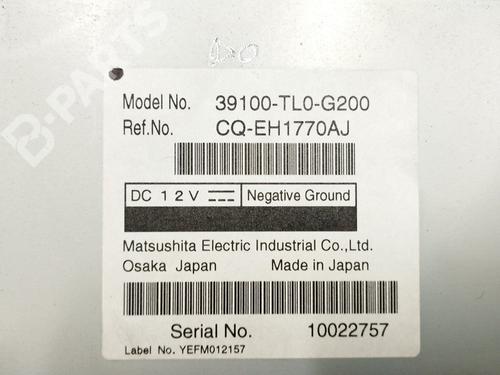 B-PARTS
Model No. 39100-TL0-G200
Ref.No. CQ-EH1770AJ
DC 12V Negative Ground
Matsushita Electric Industrial Co.,Ltd.
Osaka Japan Made in Japan
Serial No. 10022757
Label No. YEFM012157